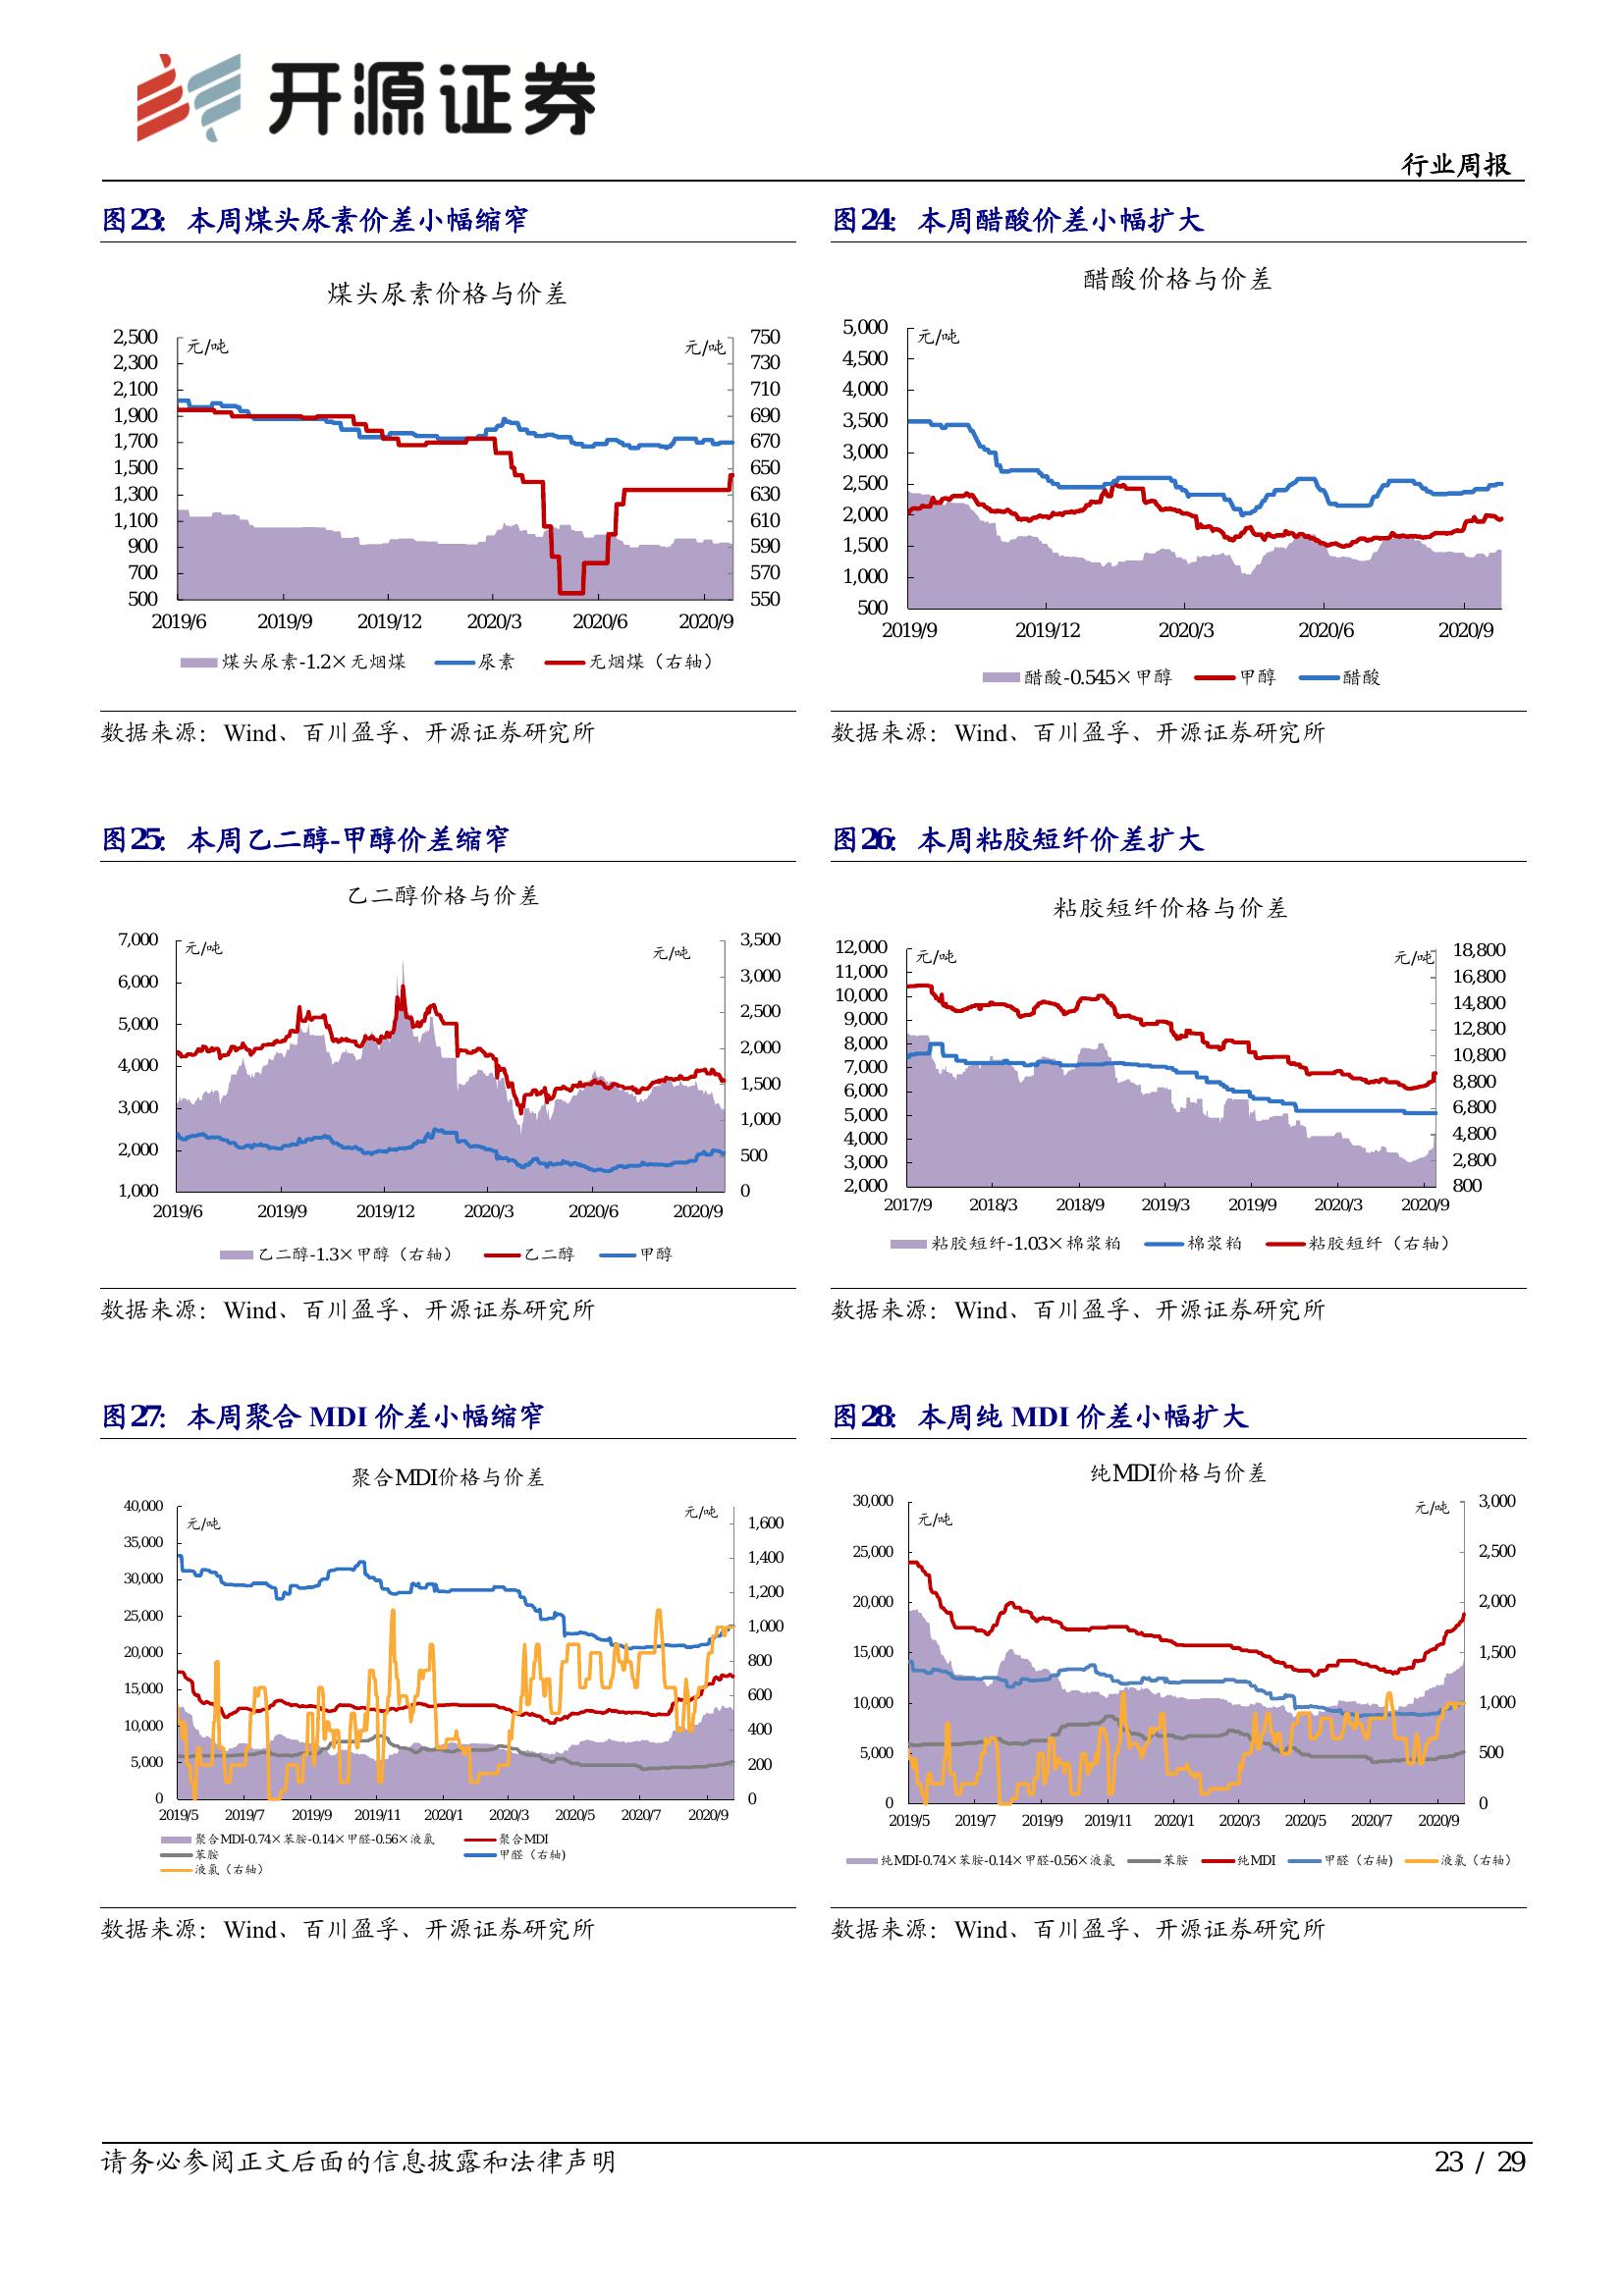 开源证券
行业周报
图23： 本周煤头尿素价差小幅缩窄
煤头尿素价格与价差
元/吨
元/吨
2,500
2,300
2,100
1,900
1,700
1,500
1,300
1,100
900
700
500
750
730
710
690
670
650
630
610
590
570
550
2019/6 2019/9 2019/12 2020/3 2020/6 2020/9
煤头尿素-1.2×无烟煤 尿素 无烟煤（右轴）
数据来源：Wind、百川盈孚、开源证券研究所
图24： 本周醋酸价差小幅扩大
醋酸价格与价差
元/吨
5,000
4,500
4,000
3,500
3,000
2,500
2,000
1,500
1,000
500
2019/9 2019/12 2020/3 2020/6 2020/9
醋酸-0.545×甲醇 甲醇 醋酸
数据来源：Wind、百川盈孚、开源证券研究所
图25： 本周乙二醇-甲醇价差缩窄
乙二醇价格与价差
元/吨
元/吨
7,000
6,000
5,000
4,000
3,000
2,000
1,000
3,500
3,000
2,500
2,000
1,500
1,000
500
0
2019/6 2019/9 2019/12 2020/3 2020/6 2020/9
乙二醇-1.3×甲醇（右轴） 乙二醇 甲醇
数据来源：Wind、百川盈孚、开源证券研究所
图26： 本周粘胶短纤价差扩大
粘胶短纤价格与价差
元/吨
元/吨
12,000
11,000
10,000
9,000
8,000
7,000
6,000
5,000
4,000
3,000
2,000
18,800
16,800
14,800
12,800
10,800
8,800
6,800
4,800
2,800
800
2017/9 2018/3 2018/9 2019/3 2019/9 2020/3 2020/9
粘胶短纤-1.03×棉浆粕 棉浆粕 粘胶短纤（右轴）
数据来源：Wind、百川盈孚、开源证券研究所
图27： 本周聚合 MDI 价差小幅缩窄
聚合MDI价格与价差
元/吨
元/吨
40,000
35,000
30,000
25,000
20,000
15,000
10,000
5,000
0
1,600
1,400
1,200
1,000
800
600
400
200
0
2019/5 2019/7 2019/9 2019/11 2020/1 2020/3 2020/5 2020/7 2020/9
聚合MDI-0.74×苯胺-0.14×甲醛-0.56×液氯 聚合MDI
苯胺 甲醛（右轴）
液氯（右轴）
数据来源：Wind、百川盈孚、开源证券研究所
图28： 本周纯 MDI 价差小幅扩大
纯MDI价格与价差
元/吨
元/吨
30,000
25,000
20,000
15,000
10,000
5,000
0
3,000
2,500
2,000
1,500
1,000
500
0
2019/5 2019/7 2019/9 2019/11 2020/1 2020/3 2020/5 2020/7 2020/9
纯MDI-0.74×苯胺-0.14×甲醛-0.56×液氯 苯胺 纯MDI 甲醛（右轴） 液氯（右轴）
数据来源：Wind、百川盈孚、开源证券研究所
请务必参阅正文后面的信息披露和法律声明
23 / 29